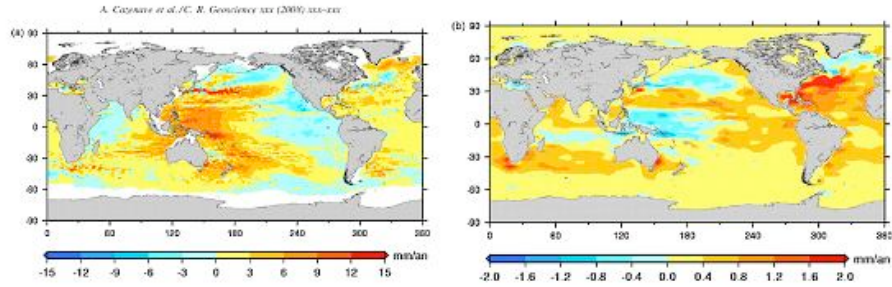 A. Cazenave et al./C. R. Geoscience xxx (2008) xxx–xxx
(a)
90
60
30
0
-30
-60
-90
0 60 120 180 240 300 360
-15 -12 -9 -6 -3 0 3 6 9 12 15 mm/an
(b)
90
60
30
0
-30
-60
-90
0 60 120 180 240 300 360
-2.0 -1.6 -1.2 -0.8 -0.4 0.0 0.4 0.8 1.2 1.6 2.0 mm/an